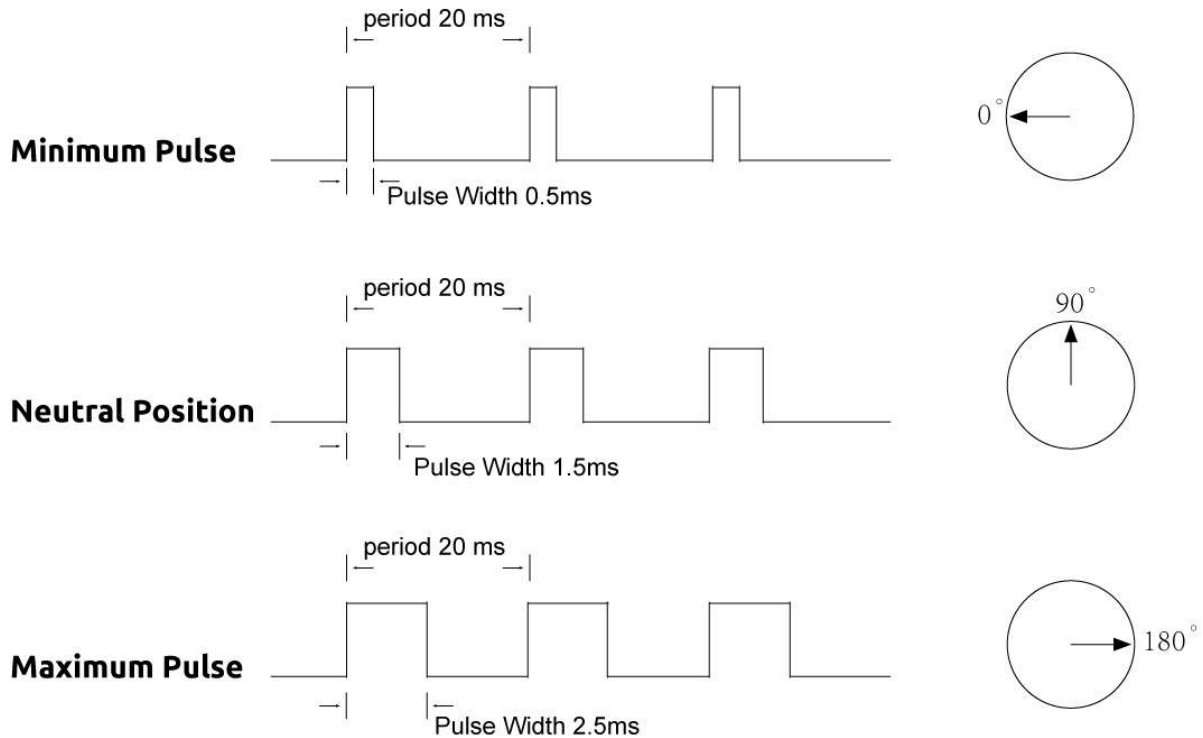 period 20 ms
0°
Minimum Pulse
Pulse Width 0.5ms
period 20 ms
90°
Neutral Position
Pulse Width 1.5ms
period 20 ms
180°
Maximum Pulse
Pulse Width 2.5ms